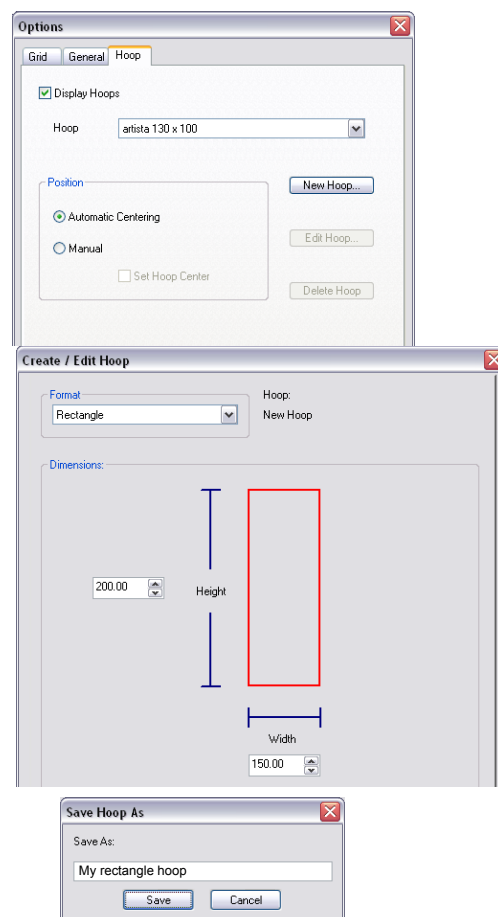 Options
Grid General Hoop
Display Hoops
Hoop artista 130 x 100
Position New Hoop...
Automatic Centering
Edit Hoop...
Manual
Set Hoop Center
Delete Hoop
Create / Edit Hoop
Format Hoop:
Rectangle New Hoop
Dimensions:
200.00 Height
Width
150.00
Save Hoop As
Save As:
My rectangle hoop
Save Cancel